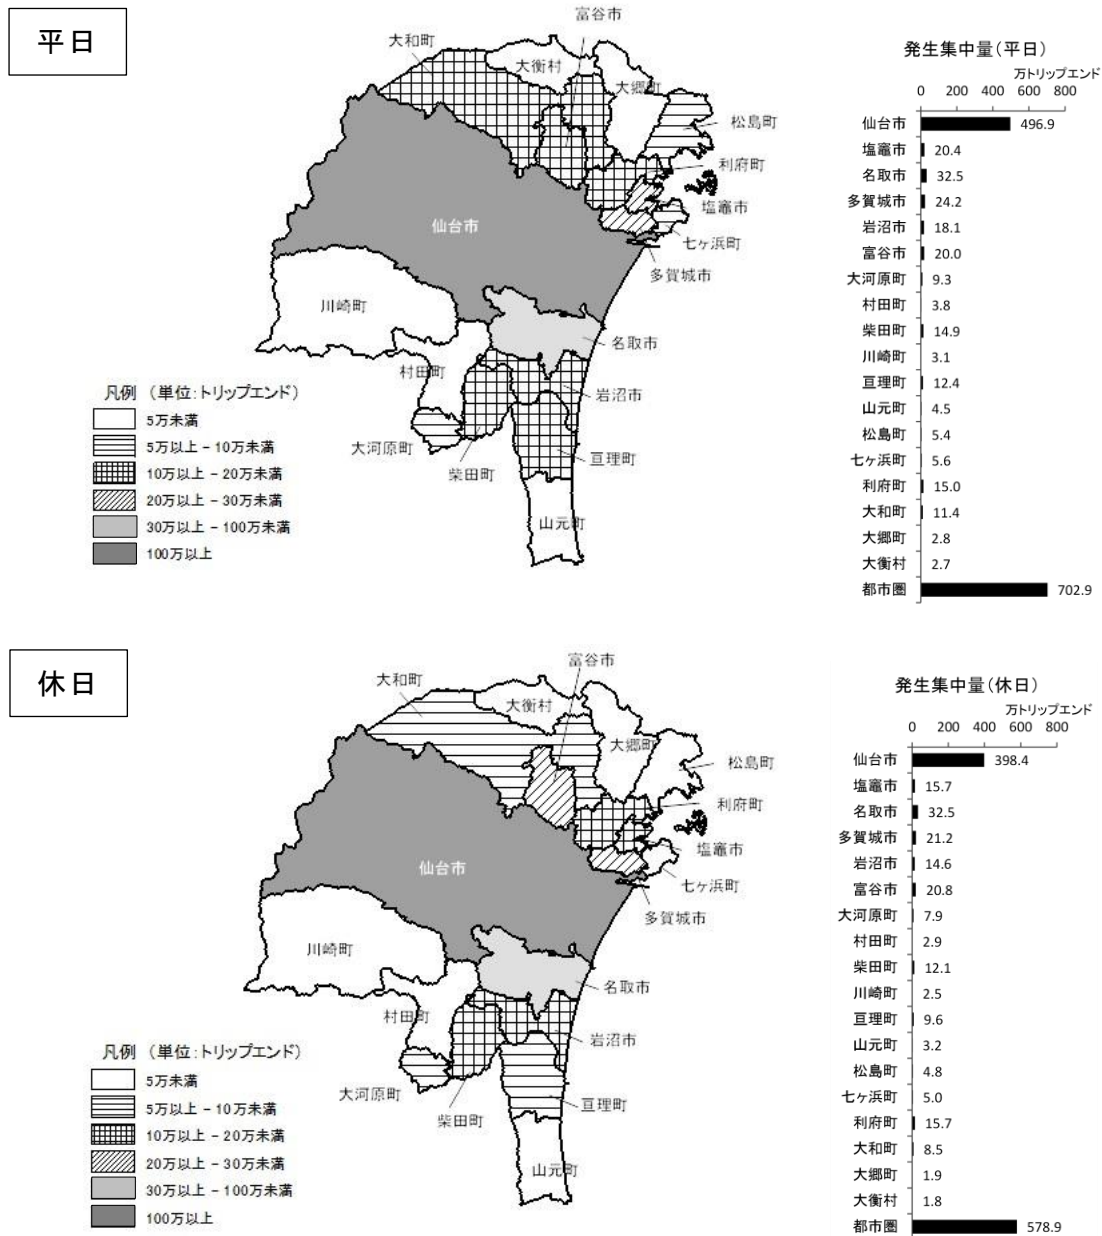 平日
富谷市
大和町
大衡村
大郷町
松島町
利府町
塩竈市
仙台市
七ヶ浜町
多賀城市
川崎町
名取市
村田町
岩沼市
大河原町
柴田町
亘理町
山元町
凡例 (単位:トリップエンド)
5万未満
5万以上 - 10万未満
10万以上 - 20万未満
20万以上 - 30万未満
30万以上 - 100万未満
100万以上
発生集中量(平日)
万トリップエンド
0 200 400 600 800
仙台市 496.9
塩竈市 20.4
名取市 32.5
多賀城市 24.2
岩沼市 18.1
富谷市 20.0
大河原町 9.3
村田町 3.8
柴田町 14.9
川崎町 3.1
亘理町 12.4
山元町 4.5
松島町 5.4
七ヶ浜町 5.6
利府町 15.0
大和町 11.4
大郷町 2.8
大衡村 2.7
都市圏 702.9
休日
富谷市
大和町
大衡村
大郷町
松島町
利府町
塩竈市
仙台市
七ヶ浜町
多賀城市
川崎町
名取市
村田町
岩沼市
大河原町
柴田町
亘理町
山元町
凡例 (単位:トリップエンド)
5万未満
5万以上 - 10万未満
10万以上 - 20万未満
20万以上 - 30万未満
30万以上 - 100万未満
100万以上
発生集中量(休日)
万トリップエンド
0 200 400 600 800
仙台市 398.4
塩竈市 15.7
名取市 32.5
多賀城市 21.2
岩沼市 14.6
富谷市 20.8
大河原町 7.9
村田町 2.9
柴田町 12.1
川崎町 2.5
亘理町 9.6
山元町 3.2
松島町 4.8
七ヶ浜町 5.0
利府町 15.7
大和町 8.5
大郷町 1.9
大衡村 1.8
都市圏 578.9